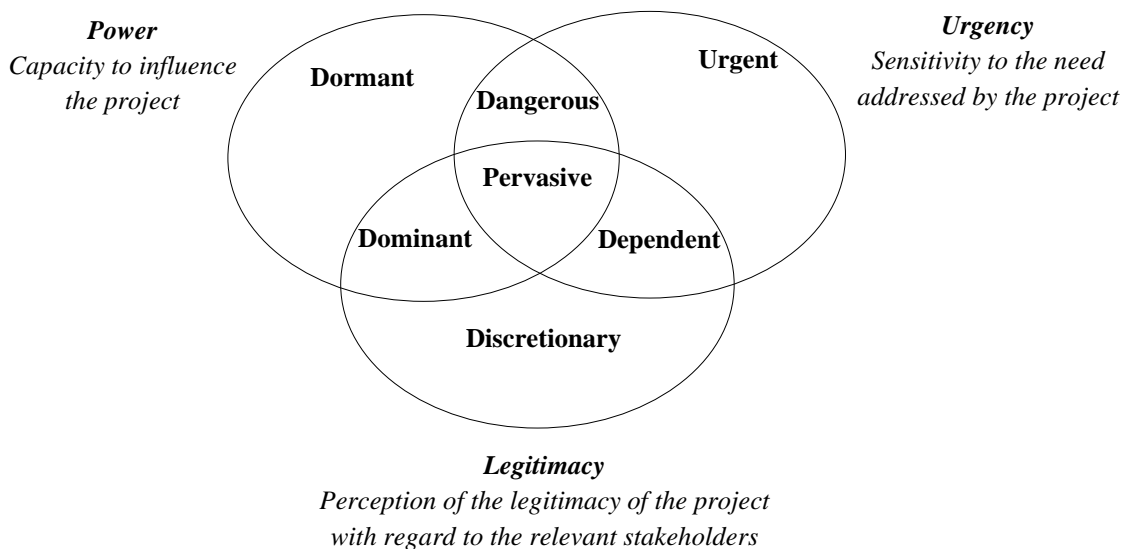 Power
Capacity to influence
the project
Urgency
Sensitivity to the need
addressed by the project
Dormant
Urgent
Dangerous
Pervasive
Dominant
Dependent
Discretionary
Legitimacy
Perception of the legitimacy of the project
with regard to the relevant stakeholders